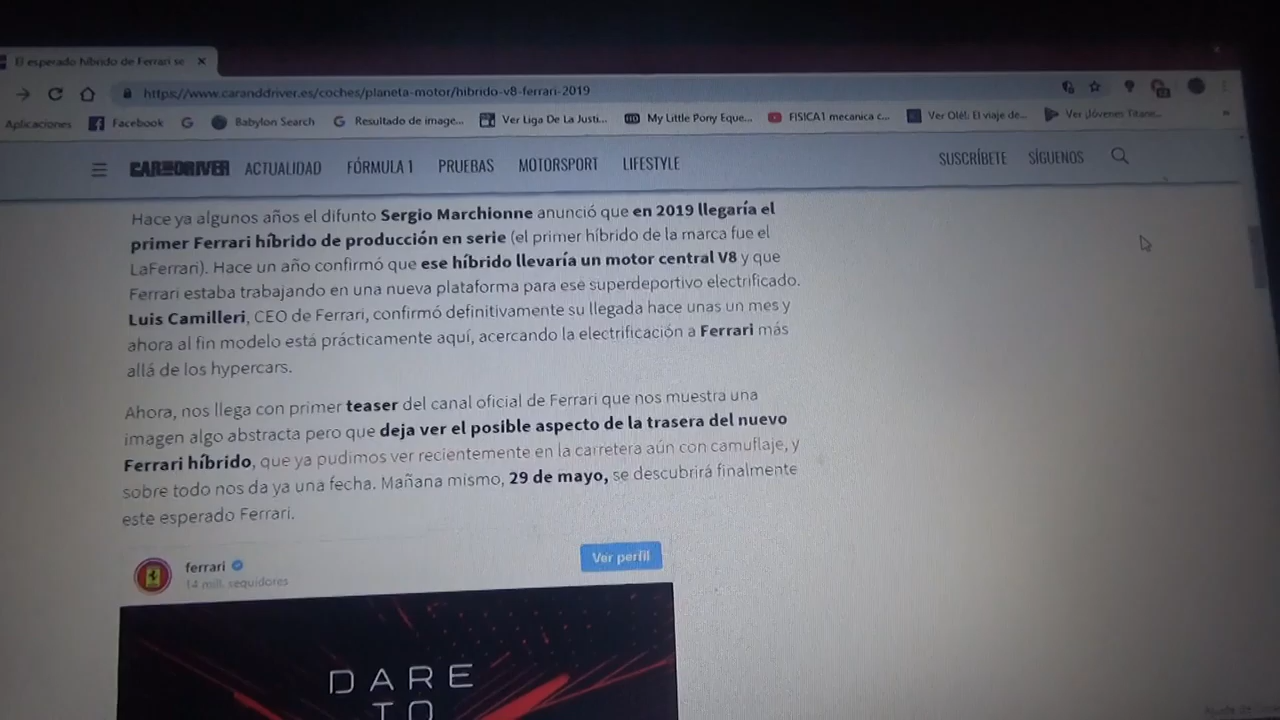 El esperado híbrido de Ferrari se
https://www.caranddriver.es/coches/planeta-motor/hibrido-v8-ferrari-2019
Aplicaciones Facebook Babylon Search Resultado de image... Ver Liga De La Justi... My Little Pony Eque... FISICA1 mecanica c... Ver Olé!: El viaje de... Ver ¡Jóvenes Titane... »
CAR AND DRIVER ACTUALIDAD FÓRMULA 1 PRUEBAS MOTORSPORT LIFESTYLE SUSCRÍBETE SÍGUENOS
Hace ya algunos años el difunto Sergio Marchionne anunció que en 2019 llegaría el
primer Ferrari híbrido de producción en serie (el primer híbrido de la marca fue el
LaFerrari). Hace un año confirmó que ese híbrido llevaría un motor central V8 y que
Ferrari estaba trabajando en una nueva plataforma para ese superdeportivo electrificado.
Luis Camilleri, CEO de Ferrari, confirmó definitivamente su llegada hace unas un mes y
ahora al fin modelo está prácticamente aquí, acercando la electrificación a Ferrari más
allá de los hypercars.
Ahora, nos llega con primer teaser del canal oficial de Ferrari que nos muestra una
imagen algo abstracta pero que deja ver el posible aspecto de la trasera del nuevo
Ferrari híbrido, que ya pudimos ver recientemente en la carretera aún con camuflaje, y
sobre todo nos da ya una fecha. Mañana mismo, 29 de mayo, se descubrirá finalmente
este esperado Ferrari.
ferrari
14 mill. seguidores
Ver perfil
DARE
TO